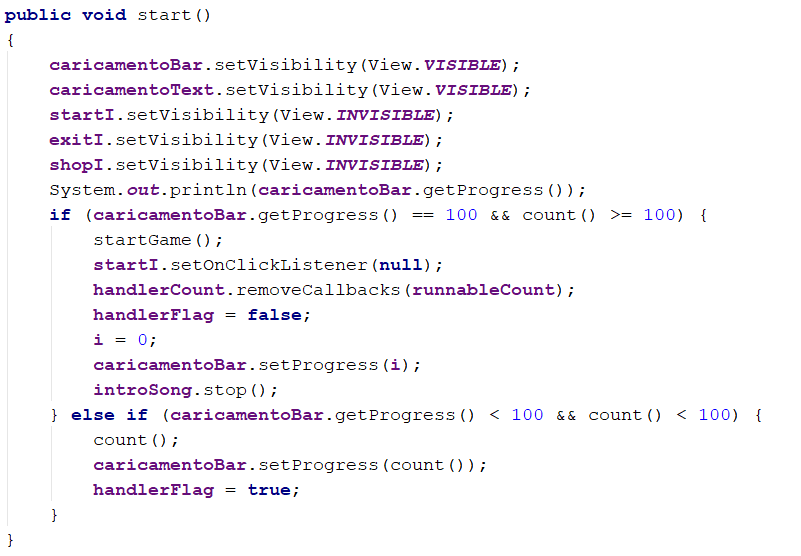 public void start()
{
    caricamentoBar.setVisibility(View.VISIBLE);
    caricamentoText.setVisibility(View.VISIBLE);
    startI.setVisibility(View.INVISIBLE);
    exitI.setVisibility(View.INVISIBLE);
    shopI.setVisibility(View.INVISIBLE);
    System.out.println(caricamentoBar.getProgress());
    if (caricamentoBar.getProgress() == 100 && count() >= 100) {
        startGame();
        startI.setOnClickListener(null);
        handlerCount.removeCallbacks(runnableCount);
        handlerFlag = false;
        i = 0;
        caricamentoBar.setProgress(i);
        introSong.stop();
    } else if (caricamentoBar.getProgress() < 100 && count() < 100) {
        count();
        caricamentoBar.setProgress(count());
        handlerFlag = true;
    }
}